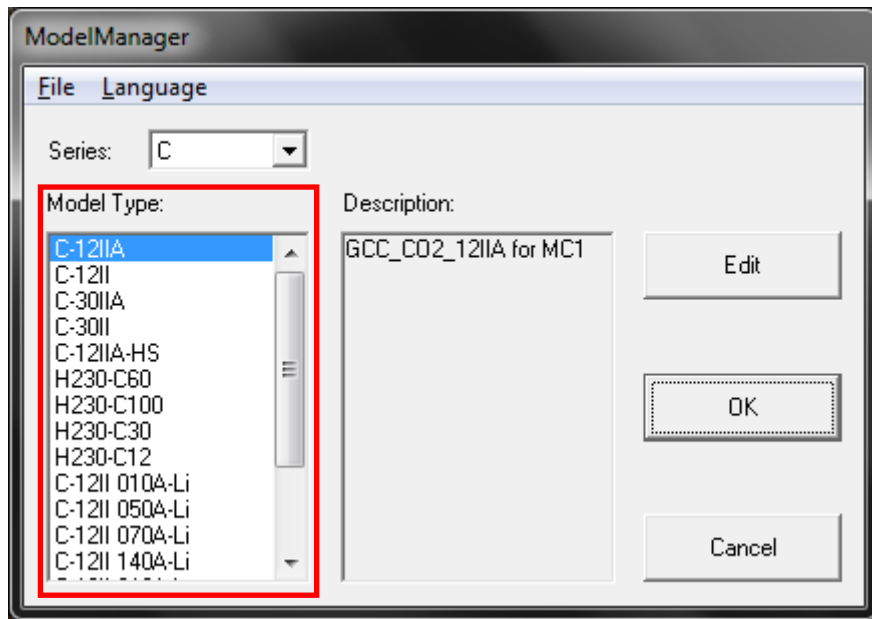 ModelManager
File Language
Series: C
Model Type:
C-12IIA
C-12II
C-30IIA
C-30II
C-12IIA-HS
H230-C60
H230-C100
H230-C30
H230-C12
C-12II 010A-Li
C-12II 050A-Li
C-12II 070A-Li
C-12II 140A-Li
Description:
GCC_CO2_12IIA for MC1
Edit
OK
Cancel